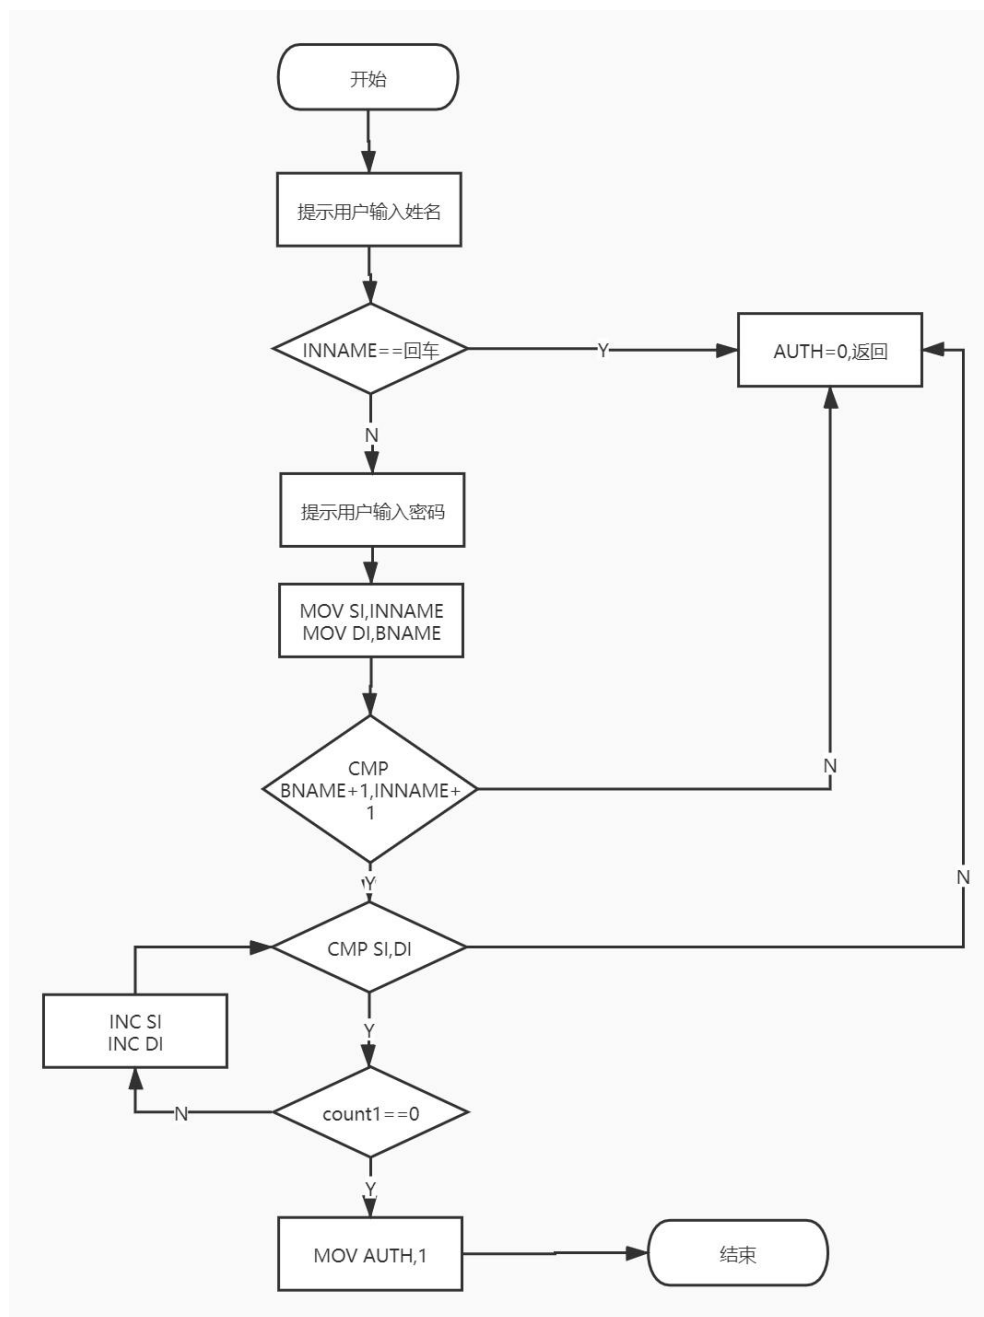 开始
提示用户输入姓名
INNAME==回车
Y
AUTH=0,返回
N
提示用户输入密码
MOV SI,INNAME
MOV DI,BNAME
CMP
BNAME+1,INNAME+
1
N
Y
N
CMP SI,DI
INC SI
INC DI
Y
N
count1==0
Y
MOV AUTH,1
结束